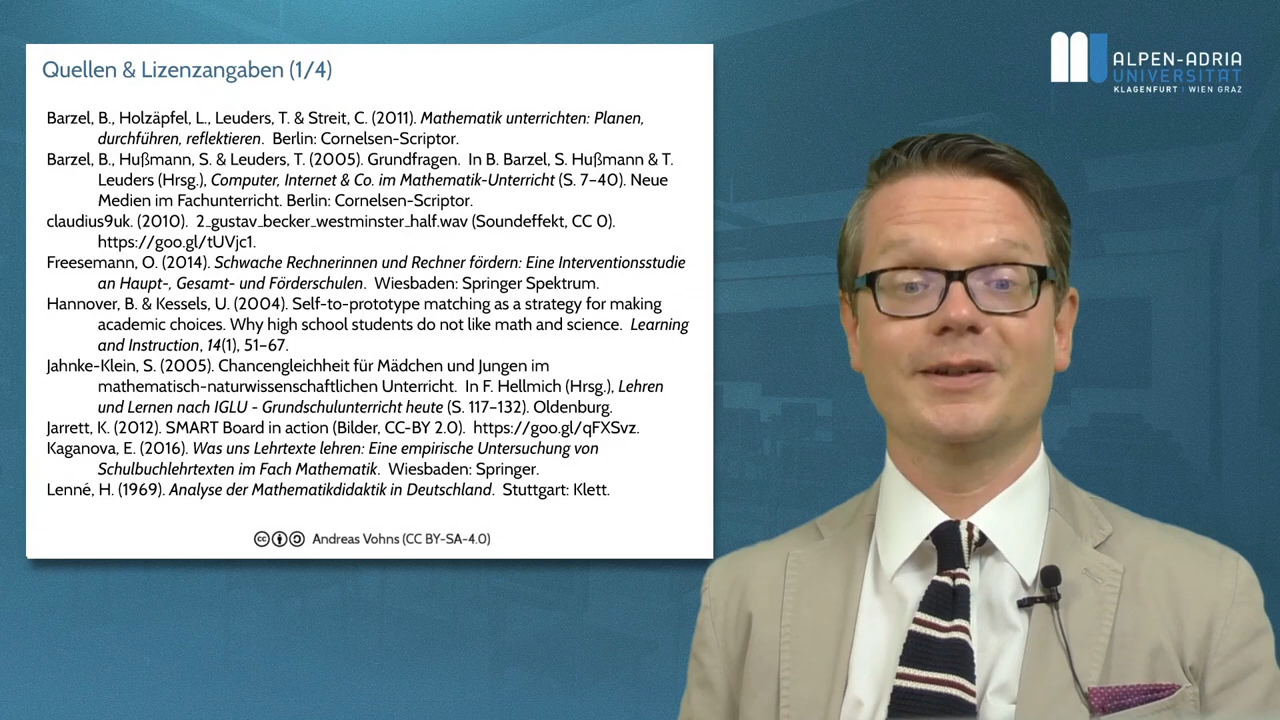 Quellen & Lizenzangaben (1/4)
Barzel, B., Holzäpfel, L., Leuders, T. & Streit, C. (2011). Mathematik unterrichten: Planen,
durchführen, reflektieren. Berlin: Cornelsen-Scriptor.
Barzel, B., Hußmann, S. & Leuders, T. (2005). Grundfragen. In B. Barzel, S. Hußmann & T.
Leuders (Hrsg.), Computer, Internet & Co. im Mathematik-Unterricht (S. 7–40). Neue
Medien im Fachunterricht. Berlin: Cornelsen-Scriptor.
claudius9uk. (2010). 2_gustav_becker_westminster_half.wav (Soundeffekt, CC 0).
https://goo.gl/tUVjc1.
Freesemann, O. (2014). Schwache Rechnerinnen und Rechner fördern: Eine Interventionsstudie
an Haupt-, Gesamt- und Förderschulen. Wiesbaden: Springer Spektrum.
Hannover, B. & Kessels, U. (2004). Self-to-prototype matching as a strategy for making
academic choices. Why high school students do not like math and science. Learning
and Instruction, 14(1), 51–67.
Jahnke-Klein, S. (2005). Chancengleichheit für Mädchen und Jungen im
mathematisch-naturwissenschaftlichen Unterricht. In F. Hellmich (Hrsg.), Lehren
und Lernen nach IGLU - Grundschulunterricht heute (S. 117–132). Oldenburg.
Jarrett, K. (2012). SMART Board in action (Bilder, CC-BY 2.0). https://goo.gl/qFXSvz.
Kaganova, E. (2016). Was uns Lehrtexte lehren: Eine empirische Untersuchung von
Schulbuchlehrtexten im Fach Mathematik. Wiesbaden: Springer.
Lenné, H. (1969). Analyse der Mathematikdidaktik in Deutschland. Stuttgart: Klett.
Andreas Vohns (CC BY-SA-4.0)
ALPEN-ADRIA
UNIVERSITÄT
KLAGENFURT | WIEN GRAZ